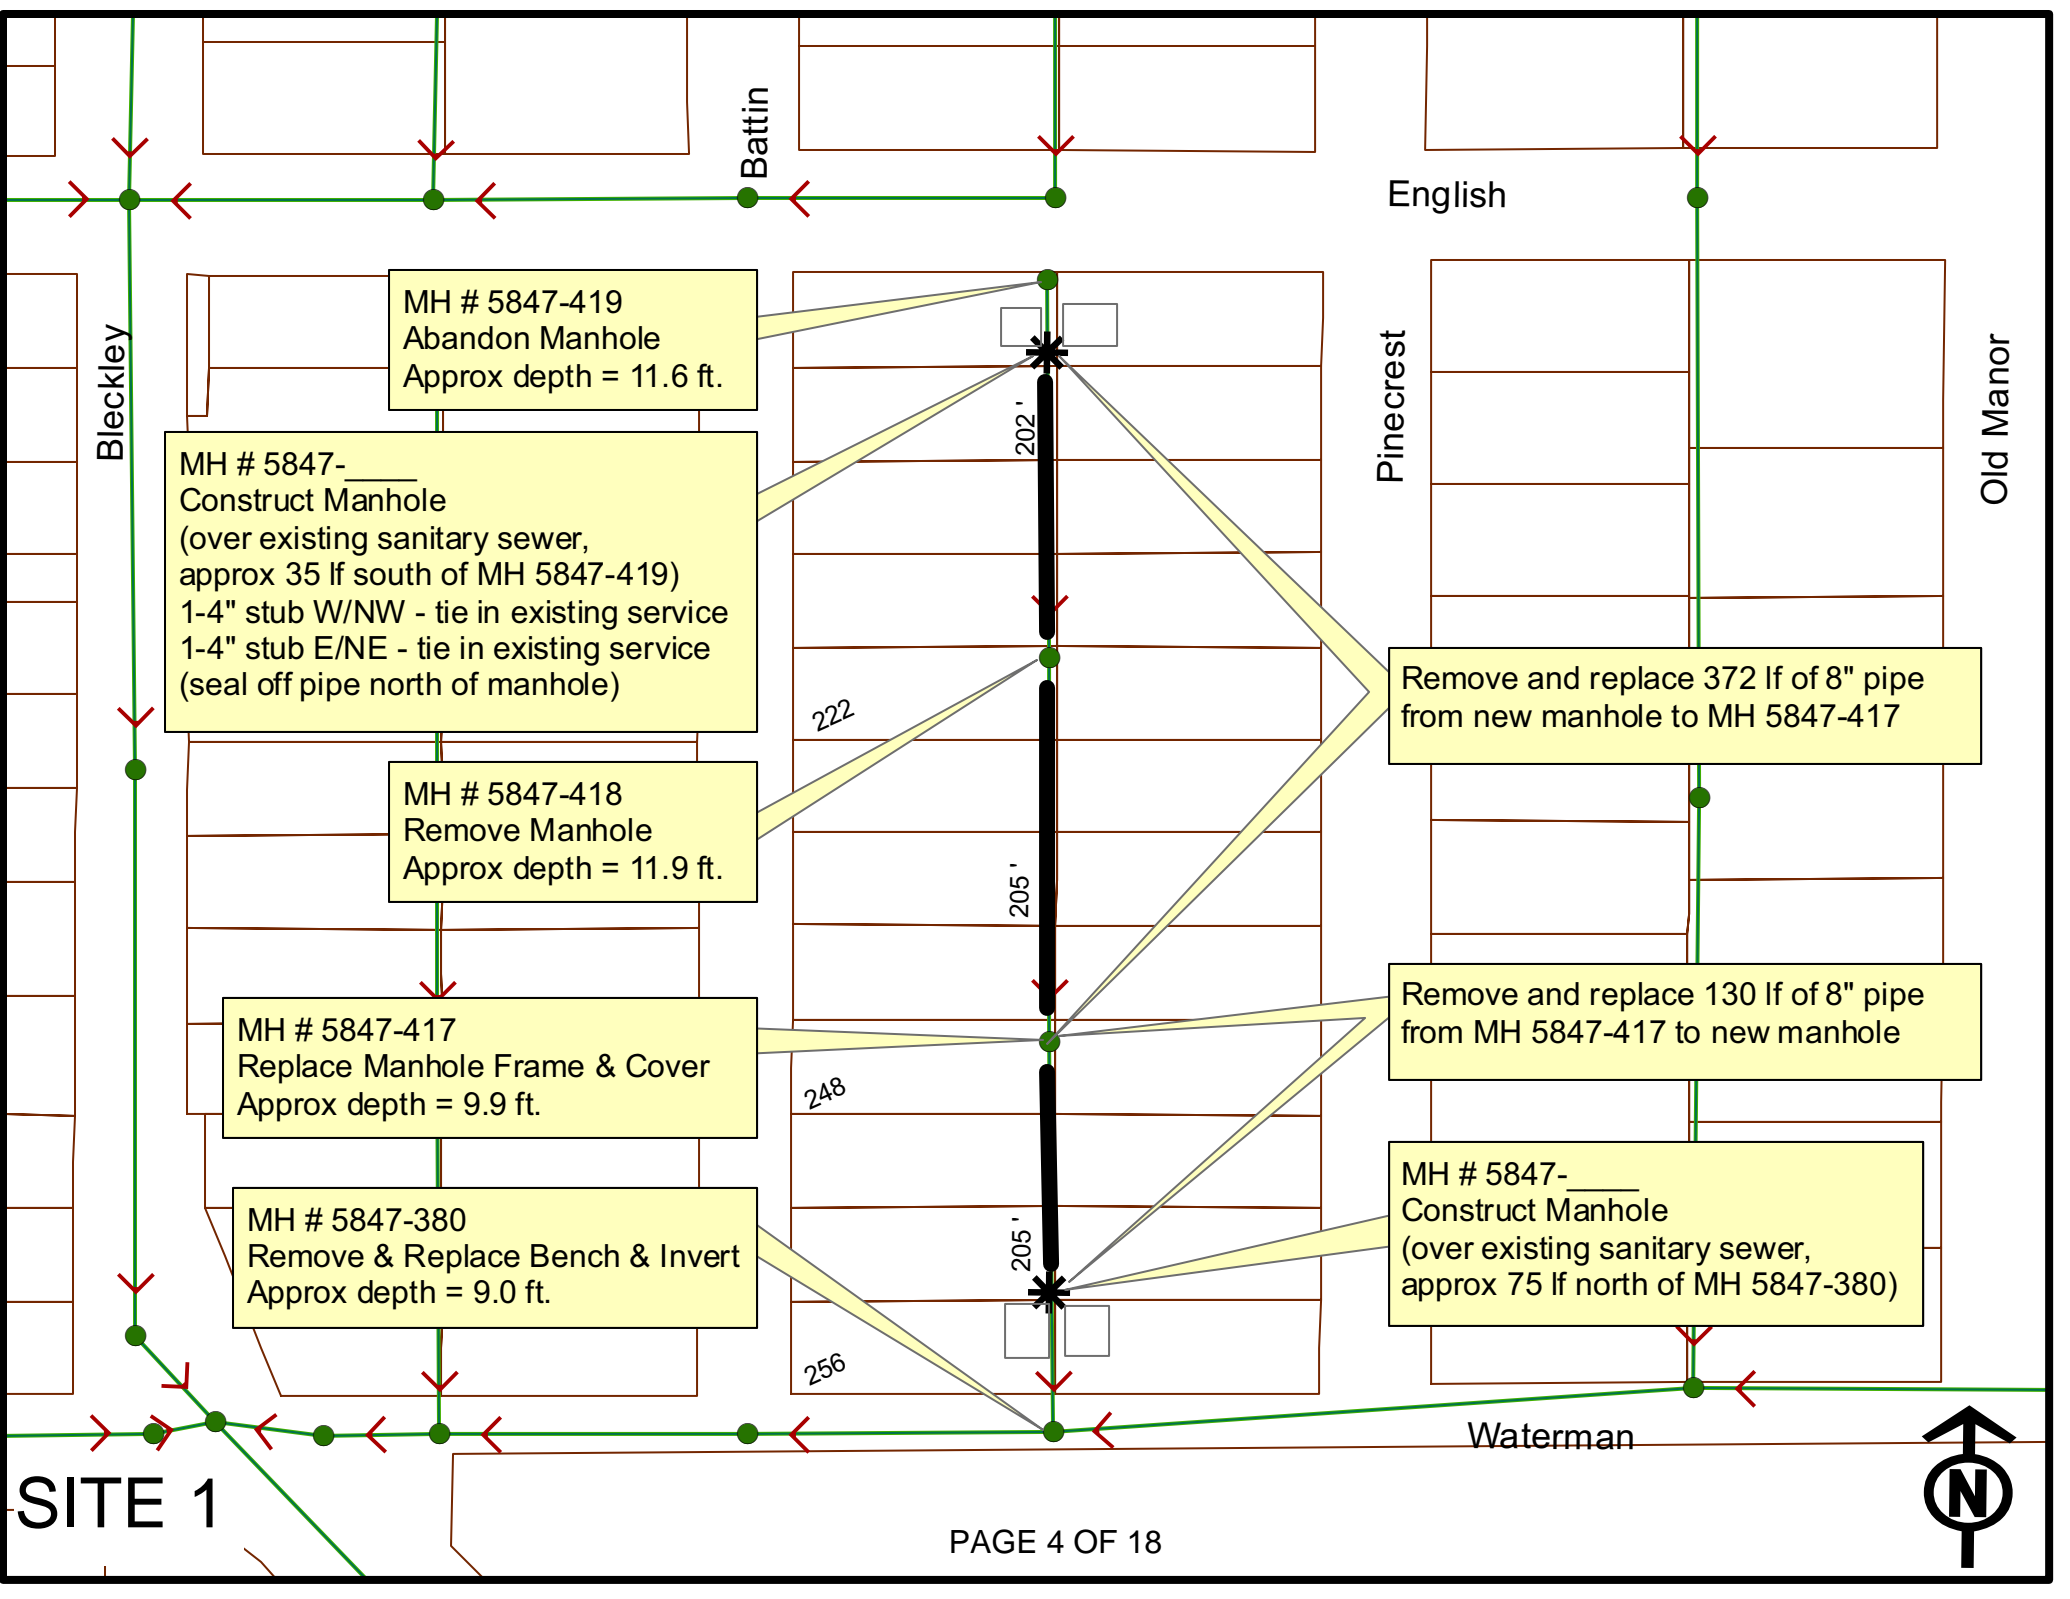 Battin
English
Bleckley
Pinecrest
Old Manor
MH # 5847-419
Abandon Manhole
Approx depth = 11.6 ft.
MH # 5847-____
Construct Manhole
(over existing sanitary sewer,
approx 35 lf south of MH 5847-419)
1-4" stub W/NW - tie in existing service
1-4" stub E/NE - tie in existing service
(seal off pipe north of manhole)
202 '
Remove and replace 372 lf of 8" pipe
from new manhole to MH 5847-417
222
MH # 5847-418
Remove Manhole
Approx depth = 11.9 ft.
205 '
MH # 5847-417
Replace Manhole Frame & Cover
Approx depth = 9.9 ft.
Remove and replace 130 lf of 8" pipe
from MH 5847-417 to new manhole
248
MH # 5847-380
Remove & Replace Bench & Invert
Approx depth = 9.0 ft.
205 '
MH # 5847-____
Construct Manhole
(over existing sanitary sewer,
approx 75 lf north of MH 5847-380)
256
Waterman
SITE 1
PAGE 4 OF 18
N